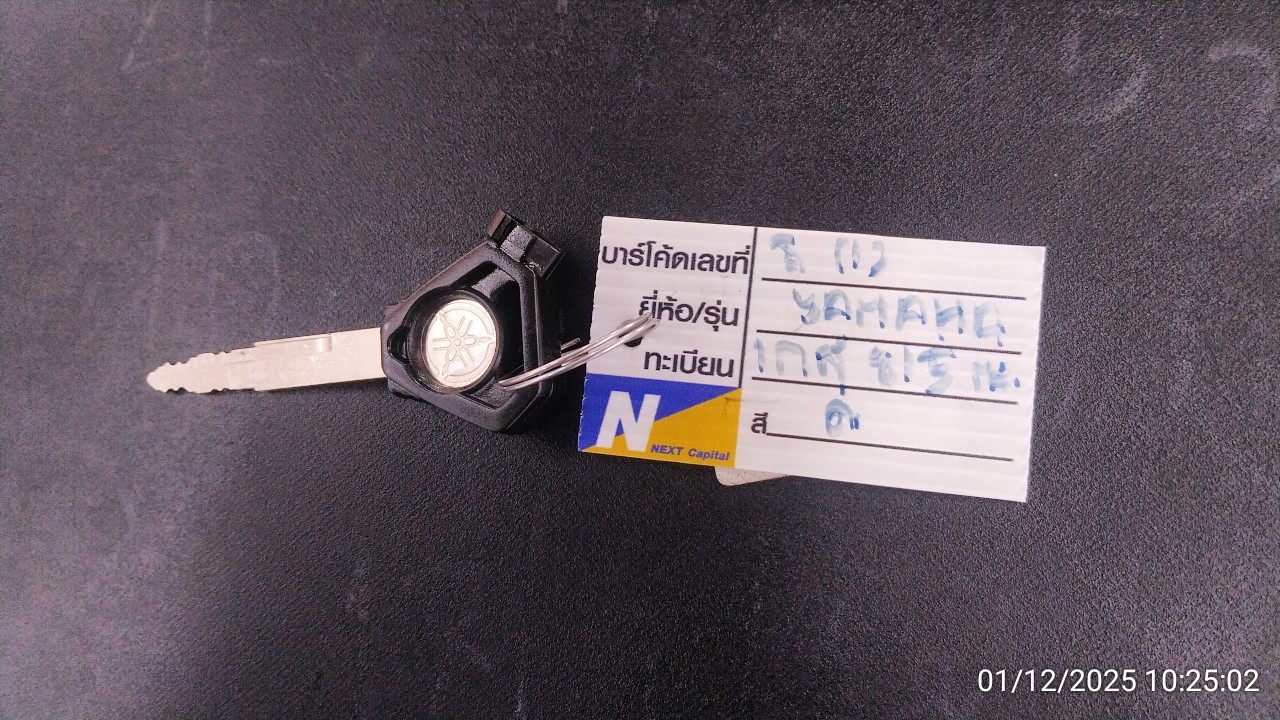 บาร์โค้ดเลขที่
ยี่ห้อ/รุ่น YAMAHA
ทะเบียน
สี
N NEXT Capital
01/12/2025 10:25:02